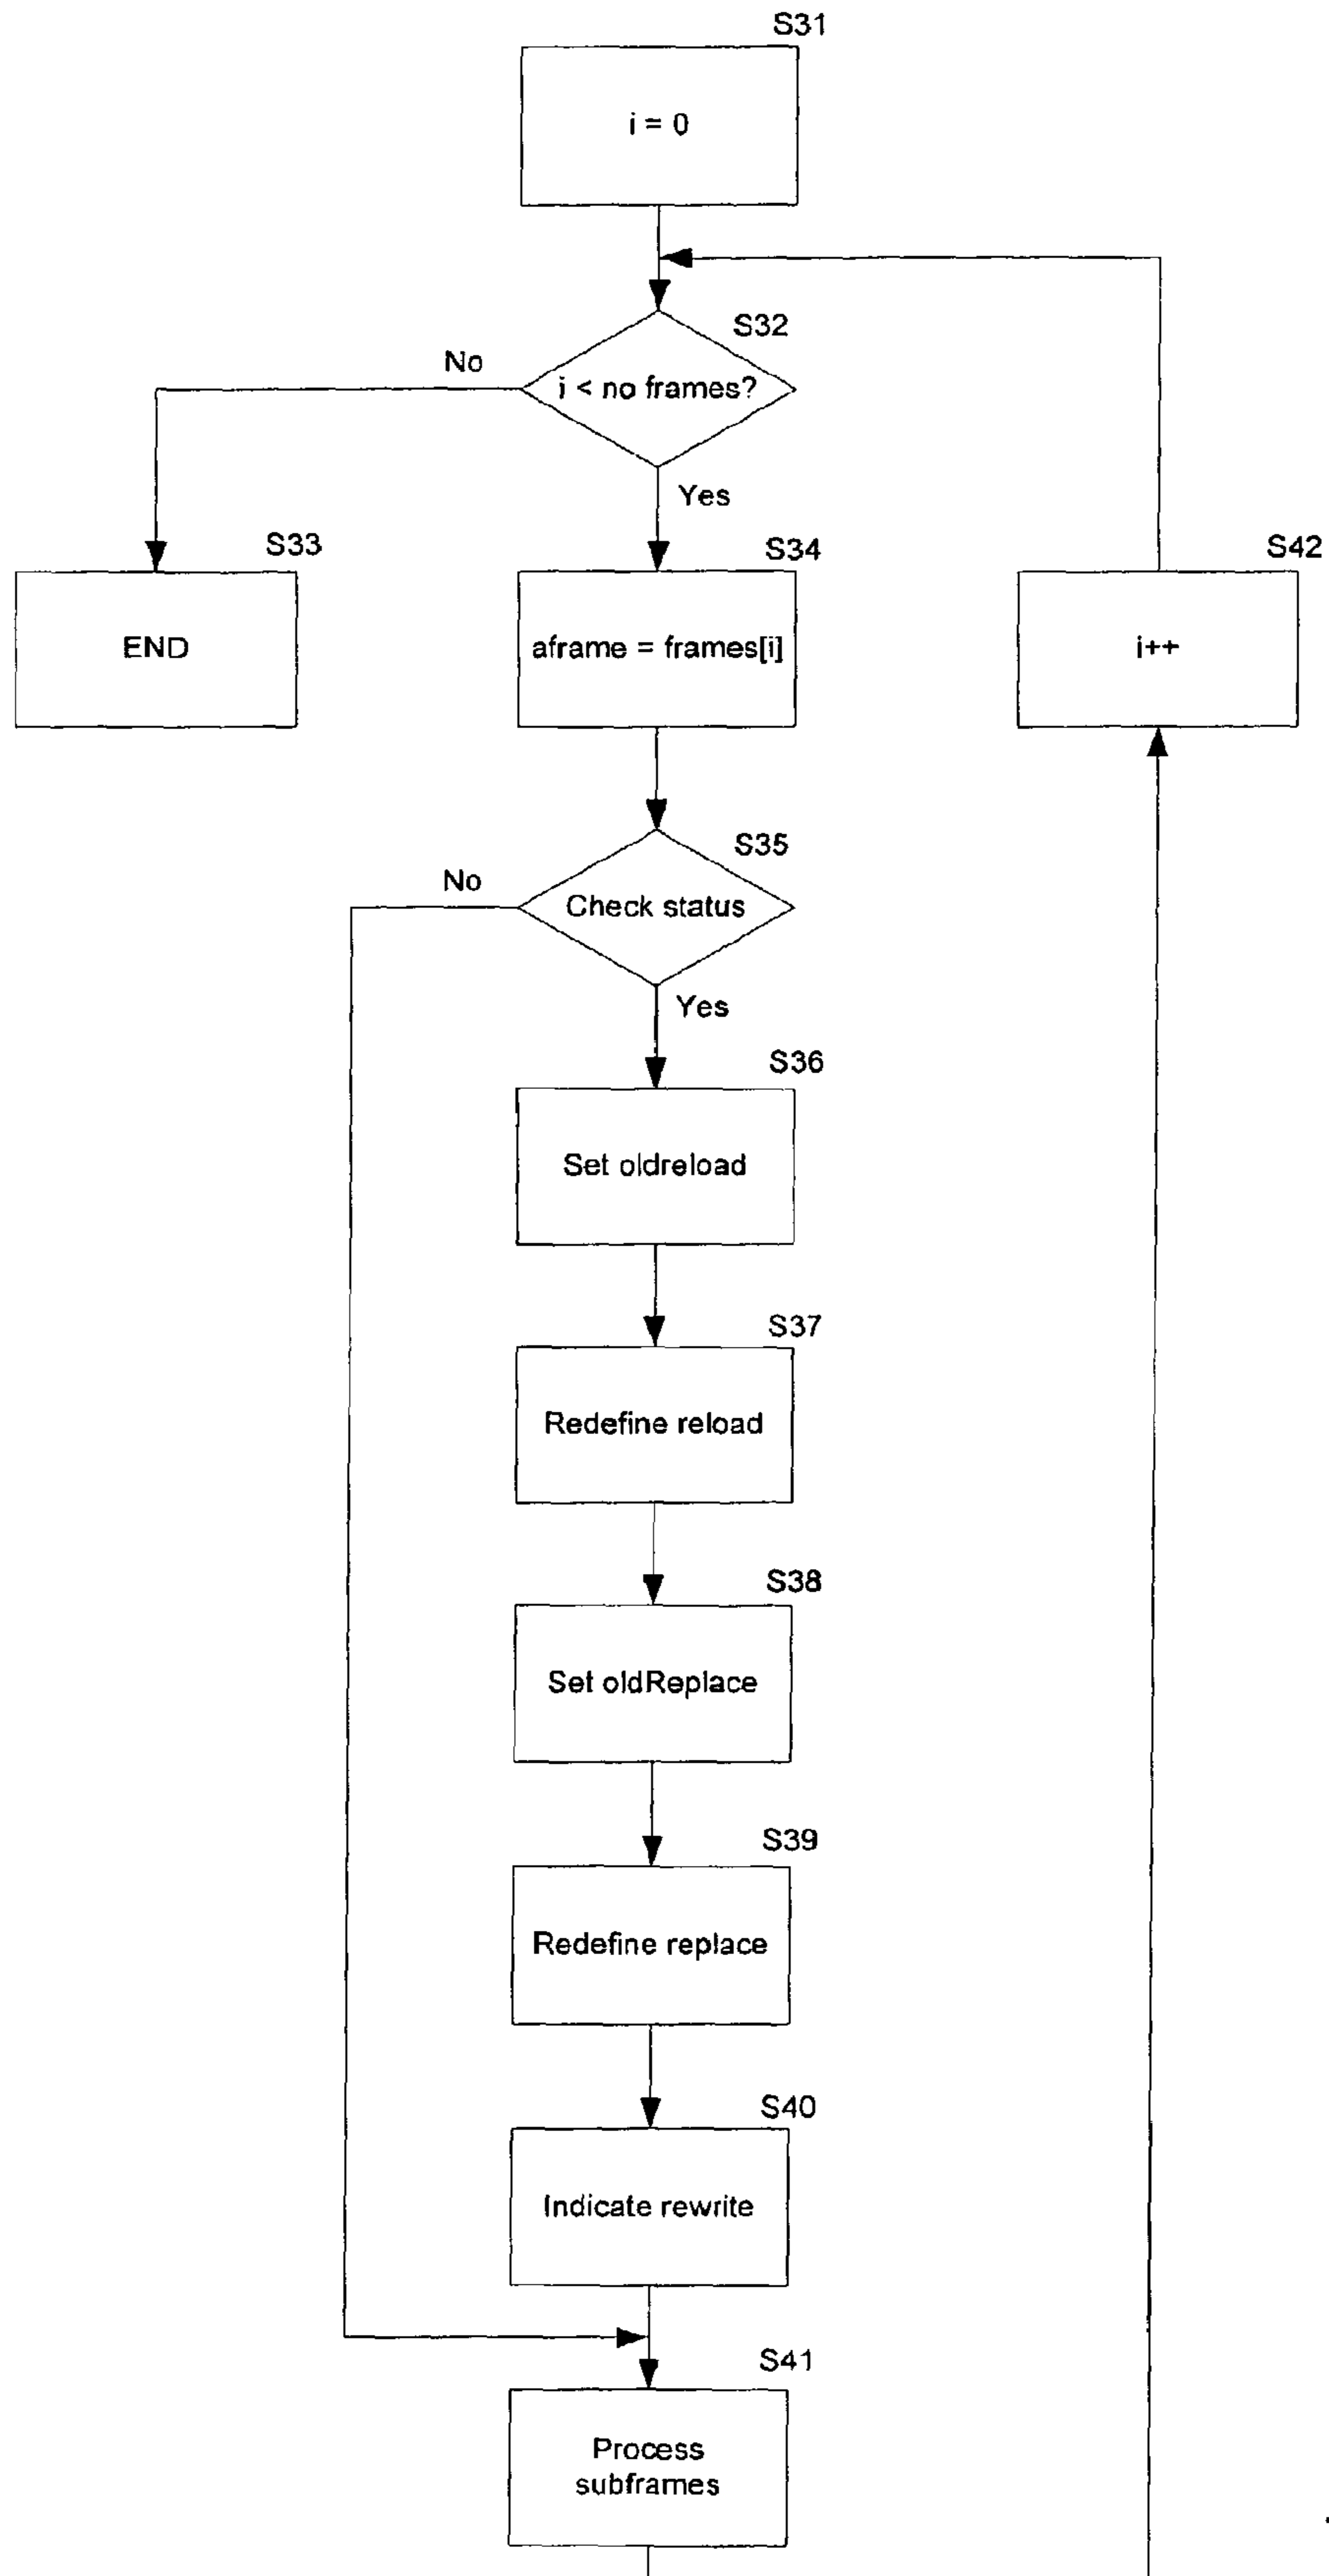 S31
i = 0
S32
No
i < no frames?
Yes
S33
S34
S42
END
aframe = frames[i]
i++
S35
No
Check status
Yes
S36
Set oldreload
S37
Redefine reload
S38
Set oldReplace
S39
Redefine replace
S40
Indicate rewrite
S41
Process
subframes